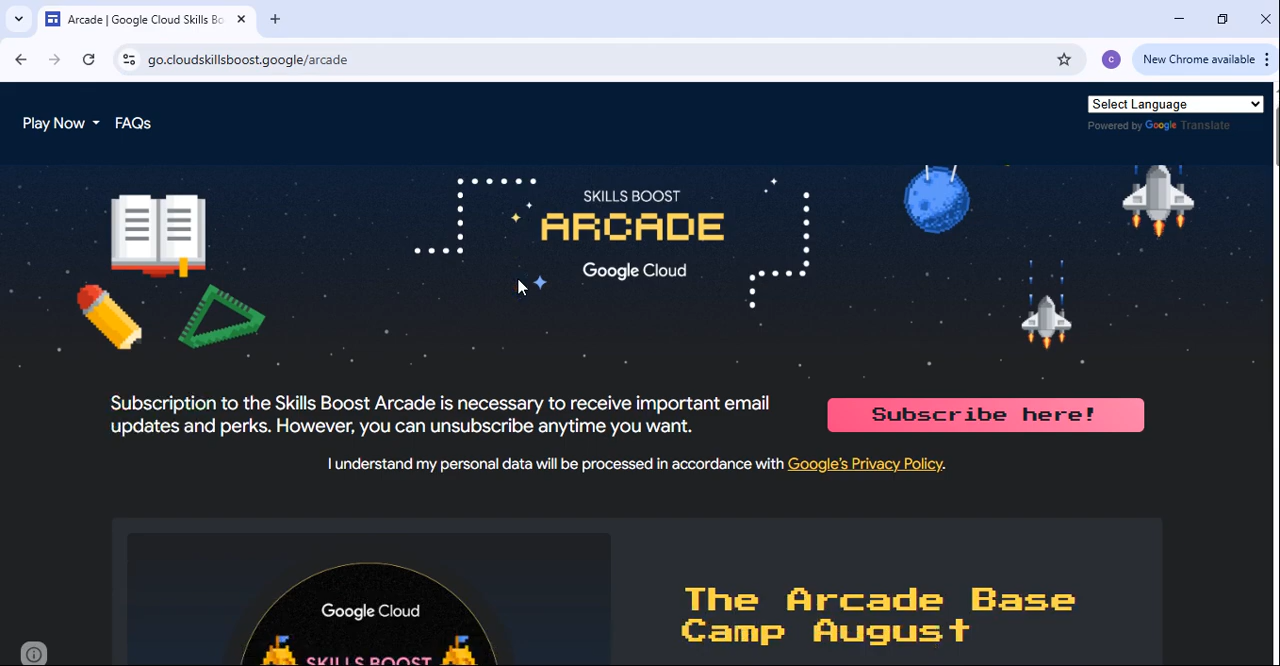 Arcade | Google Cloud Skills Bo
go.cloudskillsboost.google/arcade
c
New Chrome available
Play Now
FAQs
Select Language
Powered by Google Translate
SKILLS BOOST
ARCADE
Google Cloud
Subscription to the Skills Boost Arcade is necessary to receive important email
updates and perks. However, you can unsubscribe anytime you want.
Subscribe here!
I understand my personal data will be processed in accordance with Google's Privacy Policy.
Google Cloud
SKILLS BOOST
The Arcade Base
Camp August